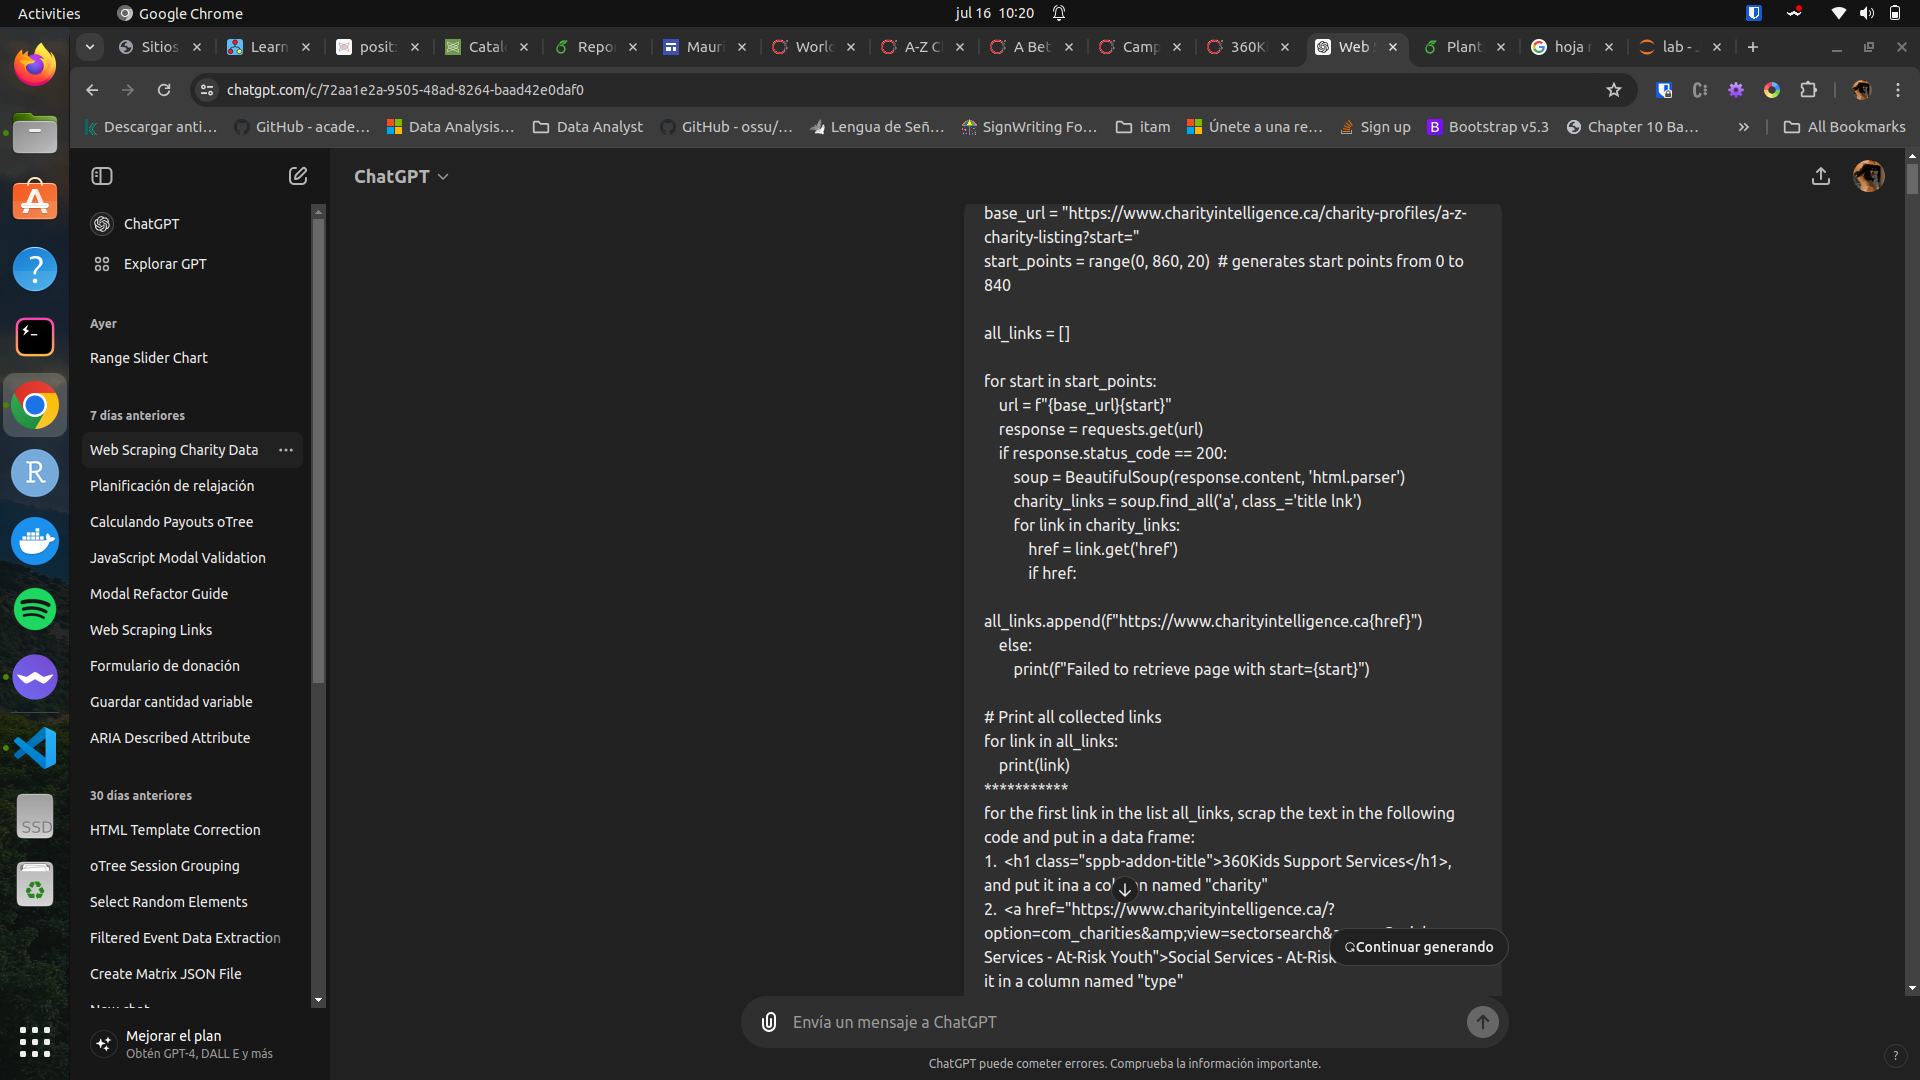 Activities
Google Chrome
jul 16 10:20
Sitios
Learn
posit
Catal
Repo
Mauri
World
A-Z C
A Bet
Camp
360Ki
Web
Plant
hoja
lab -
chatgpt.com/c/72aa1e2a-9505-48ad-8264-baad42e0daf0
Descargar anti...
GitHub - acade...
Data Analysis...
Data Analyst
GitHub - ossu/...
Lengua de Señ...
SignWriting Fo...
itam
Únete a una re...
Sign up
Bootstrap v5.3
Chapter 10 Ba...
»
All Bookmarks
ChatGPT
ChatGPT
Explorar GPT
Ayer
Range Slider Chart
7 días anteriores
Web Scraping Charity Data
Planificación de relajación
Calculando Payouts oTree
JavaScript Modal Validation
Modal Refactor Guide
Web Scraping Links
Formulario de donación
Guardar cantidad variable
ARIA Described Attribute
30 días anteriores
HTML Template Correction
oTree Session Grouping
Select Random Elements
Filtered Event Data Extraction
Create Matrix JSON File
Mejorar el plan
Obtén GPT-4, DALL E y más
base_url = "https://www.charityintelligence.ca/charity-profiles/a-z-
charity-listing?start="
start_points = range(0, 860, 20)  # generates start points from 0 to
840
all_links = []
for start in start_points:
url = f"{base_url}{start}"
response = requests.get(url)
if response.status_code == 200:
soup = BeautifulSoup(response.content, 'html.parser')
charity_links = soup.find_all('a', class_='title lnk')
for link in charity_links:
href = link.get('href')
if href:
all_links.append(f"https://www.charityintelligence.ca{href}")
else:
print(f"Failed to retrieve page with start={start}")
# Print all collected links
for link in all_links:
print(link)
***********
for the first link in the list all_links, scrap the text in the following
code and put in a data frame:
1.  <h1 class="sppb-addon-title">360Kids Support Services</h1>,
and put it ina a co n named "charity"
2.  <a href="https://www.charityintelligence.ca/?
option=com_charities&amp;view=sectorsearch&
Services - At-Risk Youth">Social Services - At-Risk
it in a column named "type"
Continuar generando
Envía un mensaje a ChatGPT
ChatGPT puede cometer errores. Comprueba la información importante.
?
SSD